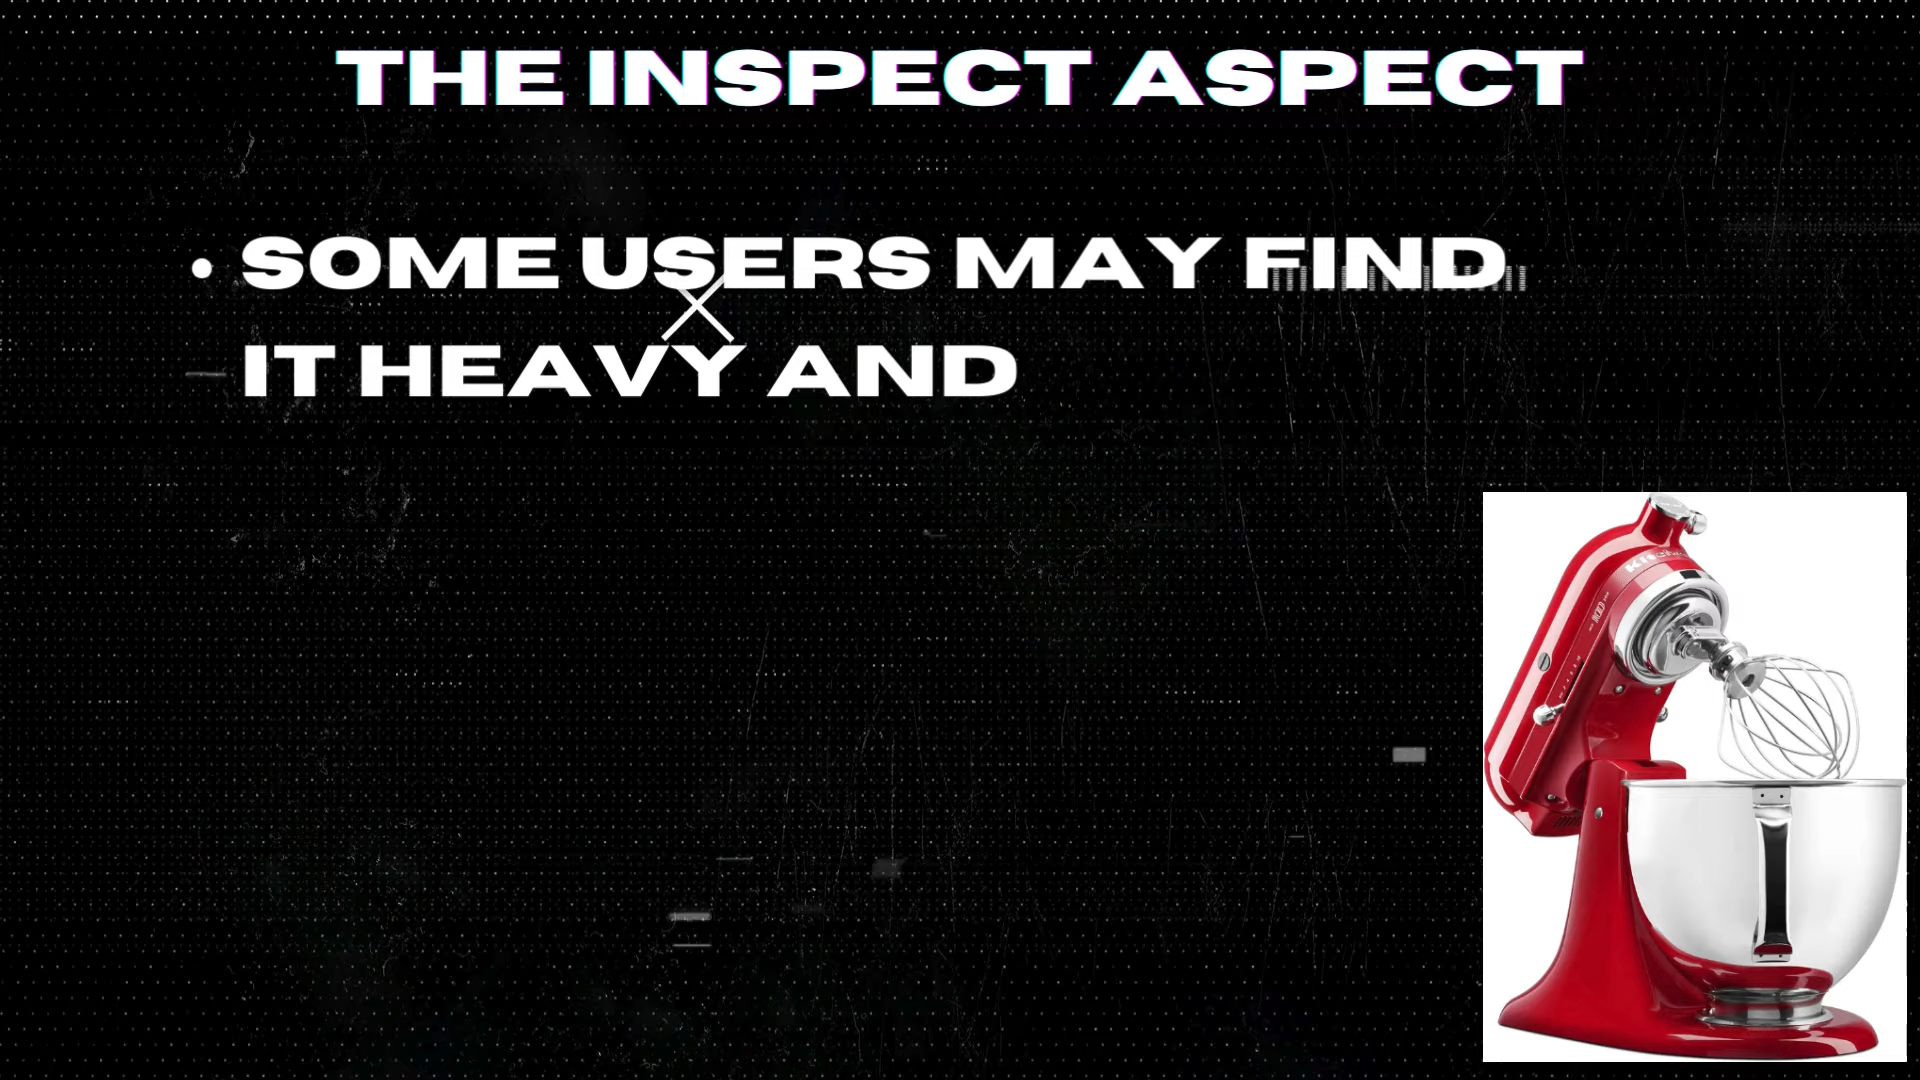 THE INSPECT ASPECT
• SOME USERS MAY FIND
IT HEAVY AND